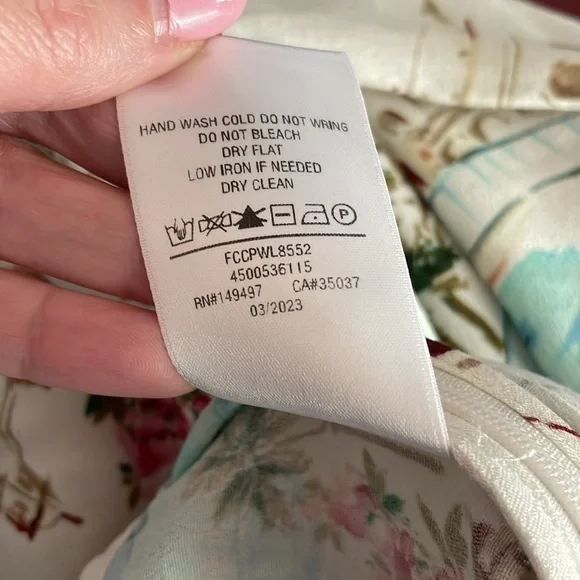 HAND WASH COLD DO NOT WRING
DO NOT BLEACH
DRY FLAT
LOW IRON IF NEEDED
DRY CLEAN
P
FCCPWL8552
4500536115
RN#149497 CA#35037
03/2023